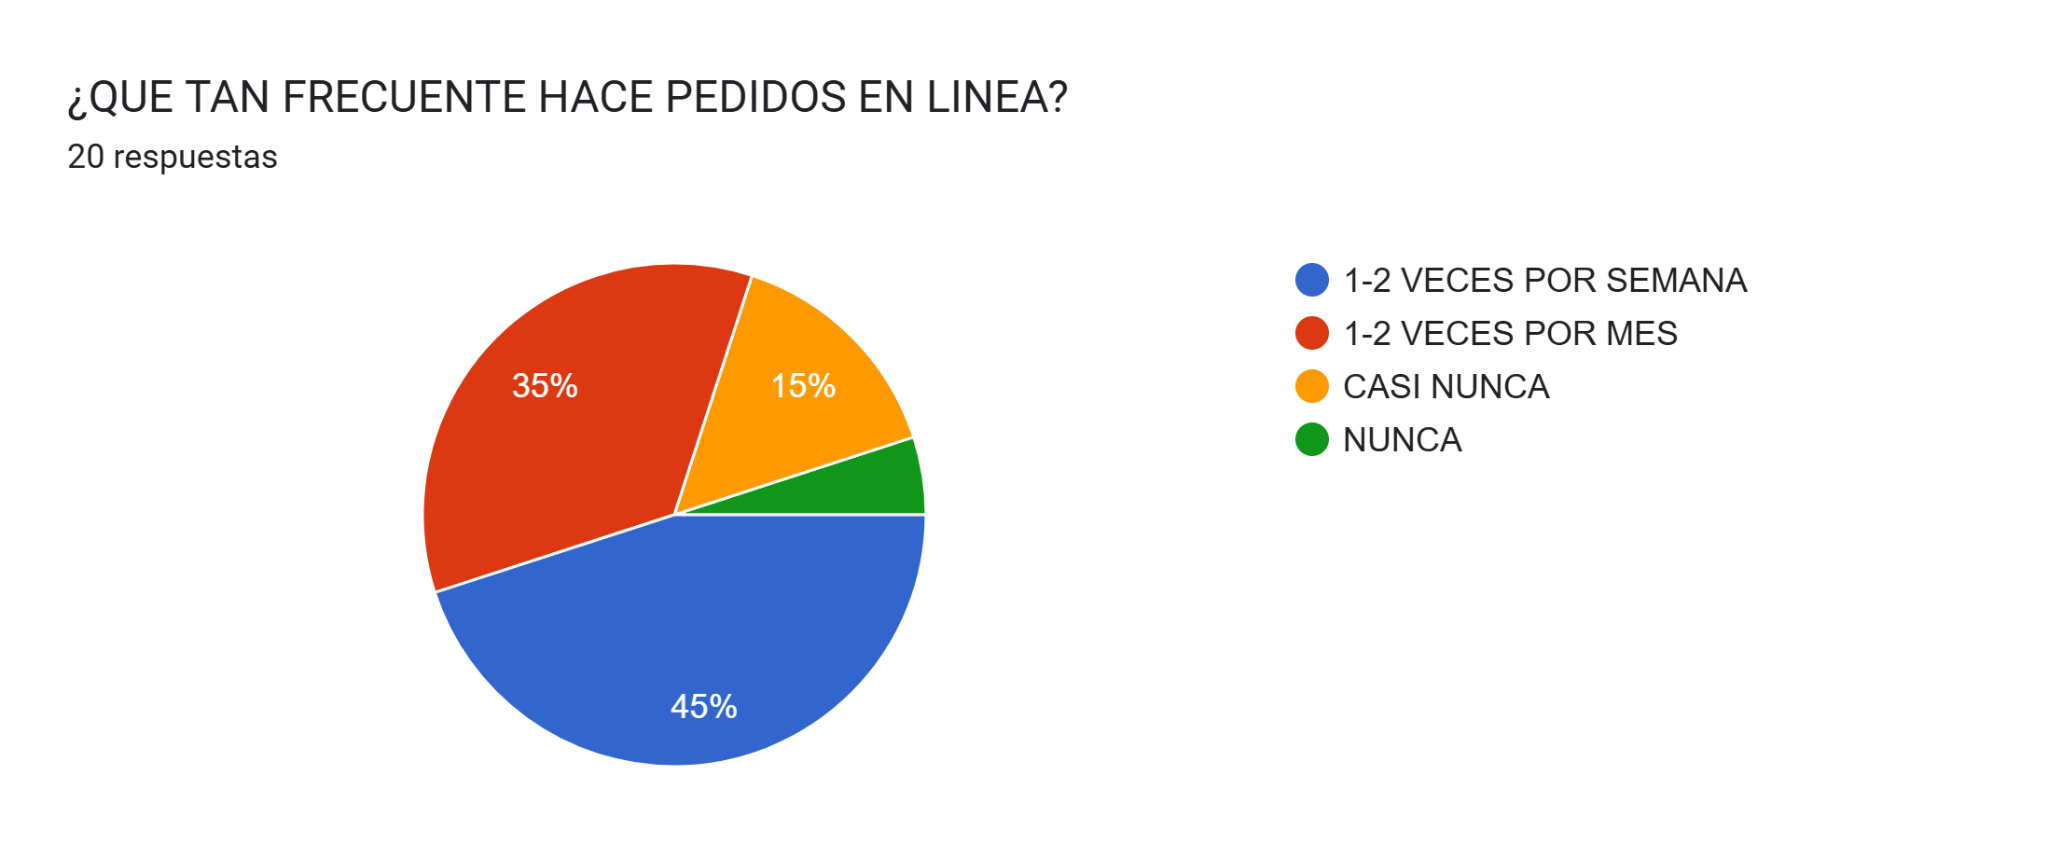 ¿QUE TAN FRECUENTE HACE PEDIDOS EN LINEA?
20 respuestas
35%
15%
45%
1-2 VECES POR SEMANA
1-2 VECES POR MES
CASI NUNCA
NUNCA